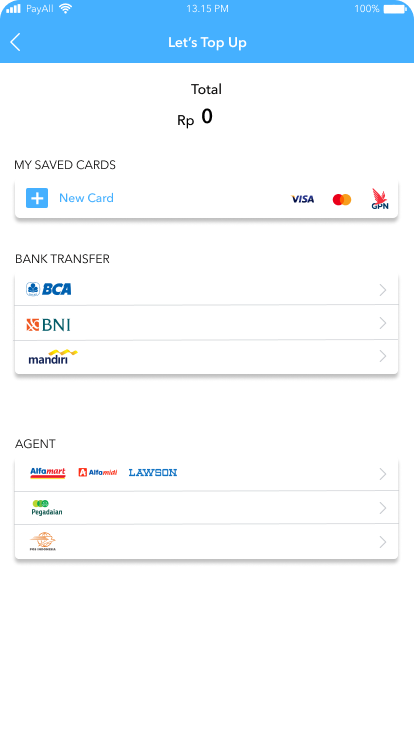 PayAll 13.15 PM 100%
Let's Top Up
Total
Rp 0
MY SAVED CARDS
New Card VISA GPN
BANK TRANSFER
BCA
BNI
mandiri
AGENT
Alfamart Alfamidi LAWSON
Pegadaian
POS INDONESIA